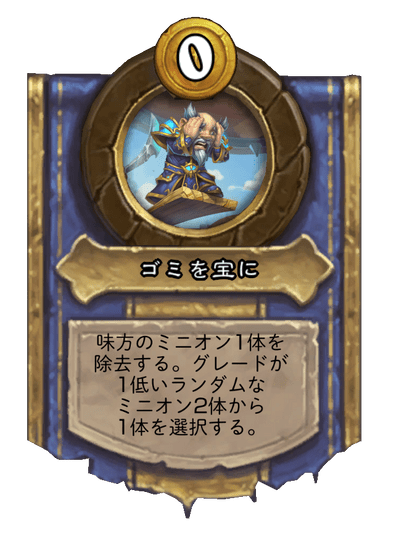 0
ゴミを宝に
味方のミニオン1体を
除去する。グレードが
1低いランダムな
ミニオン2体から
1体を選択する。